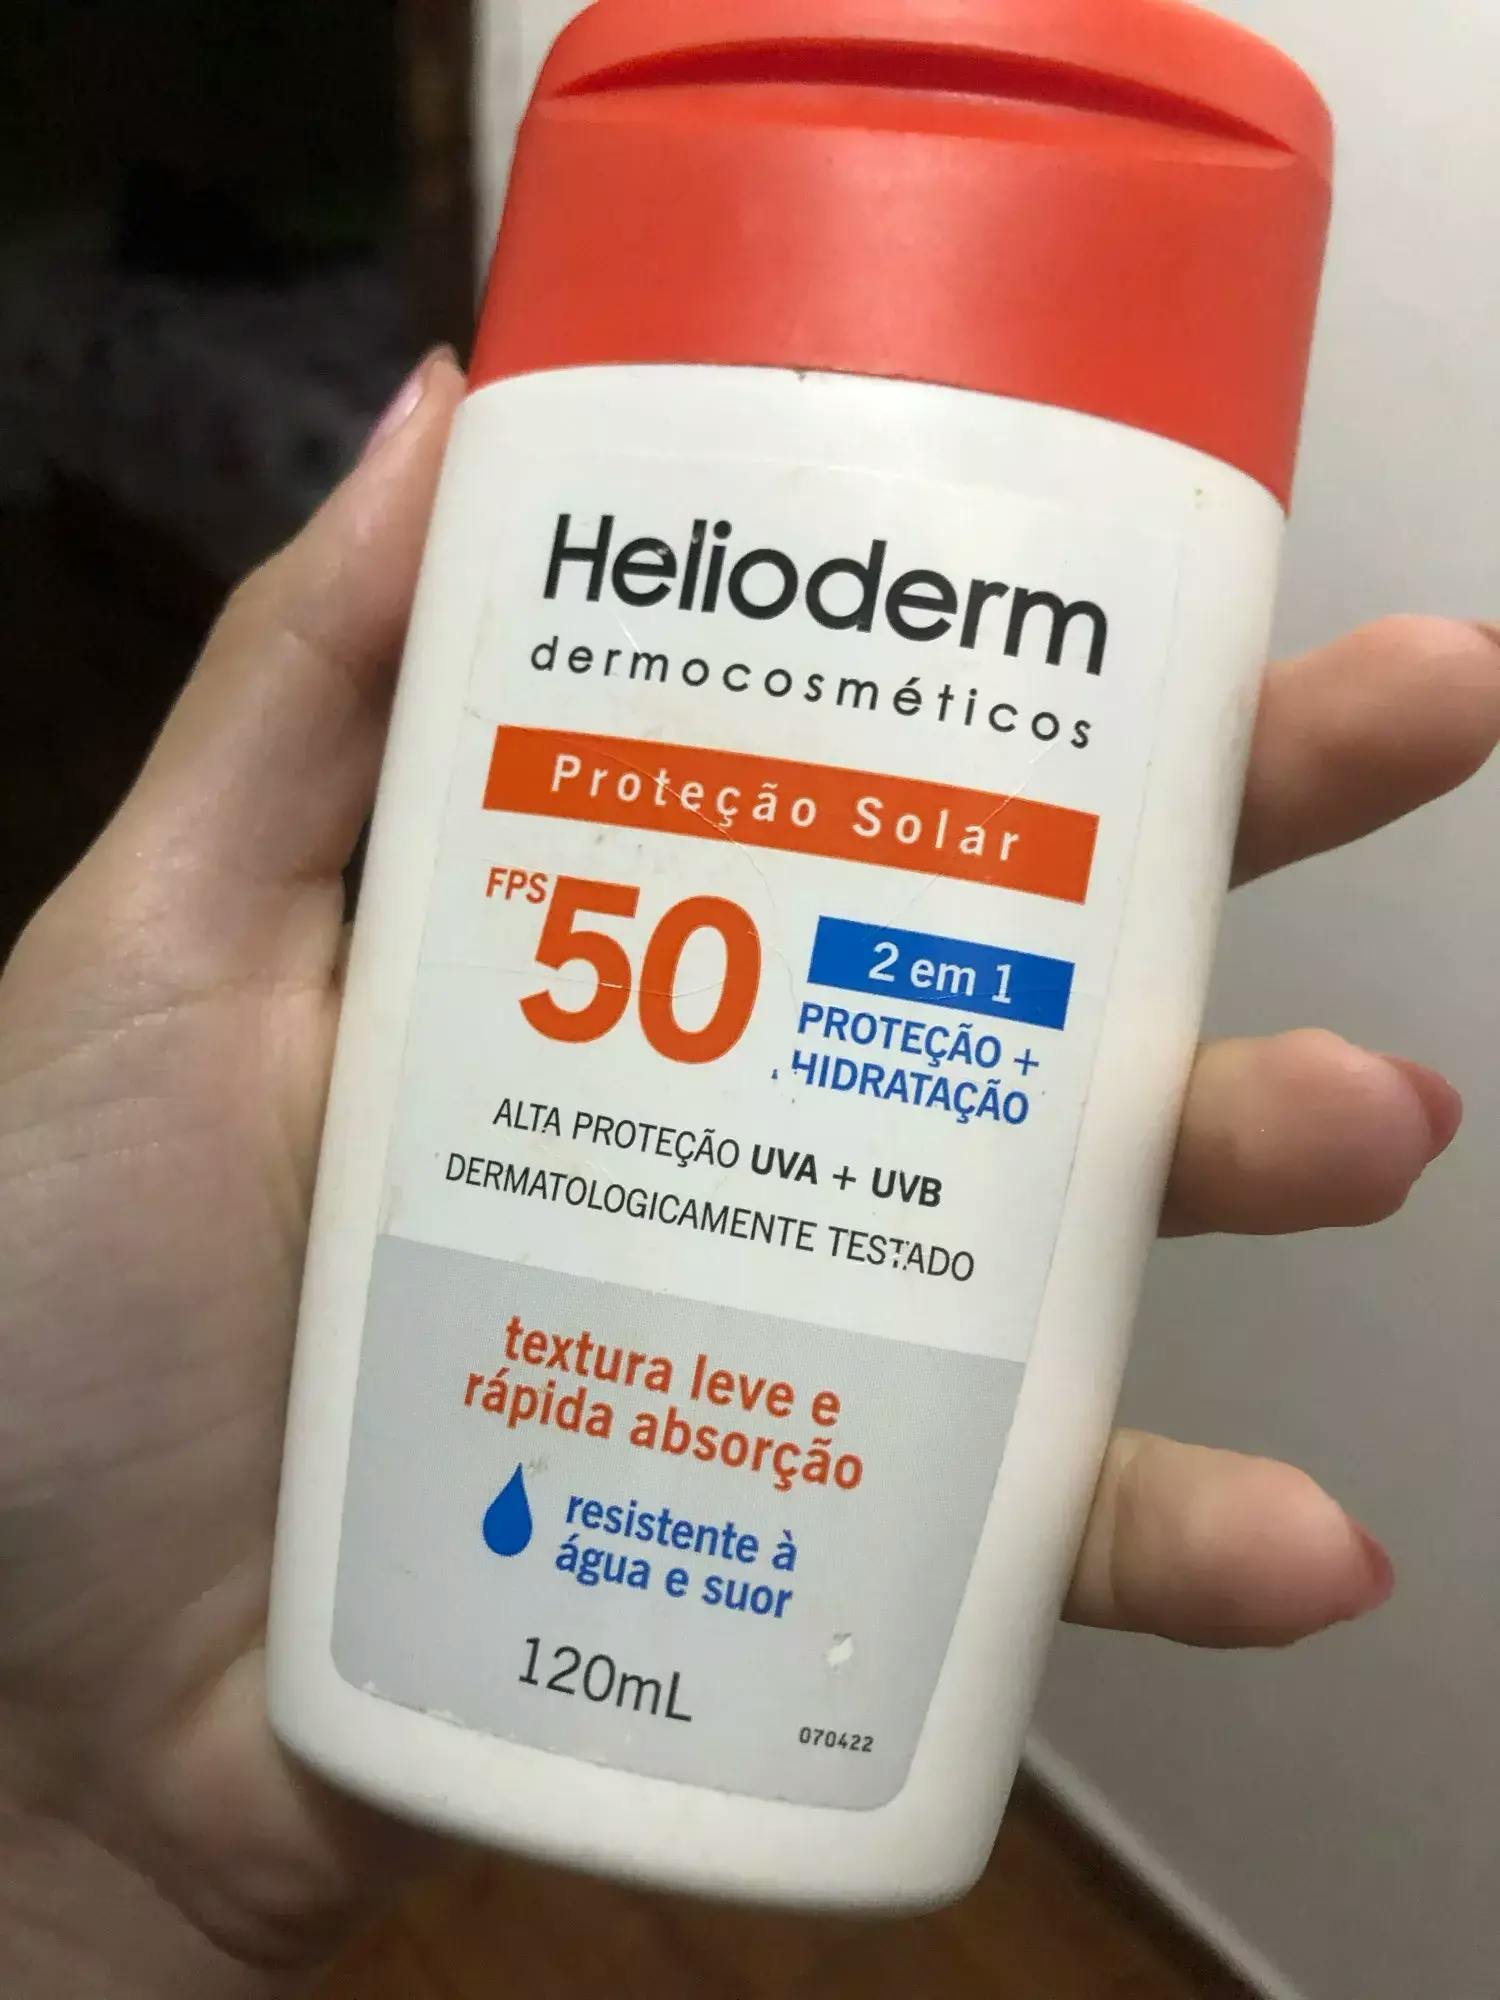 Helioderm
dermocosméticos
Proteção Solar
FPS 50
2 em 1
PROTEÇÃO +
HIDRATAÇÃO
ALTA PROTEÇÃO UVA + UVB
DERMATOLOGICAMENTE TESTADO
textura leve e
rápida absorção
resistente à
água e suor
120mL
070422